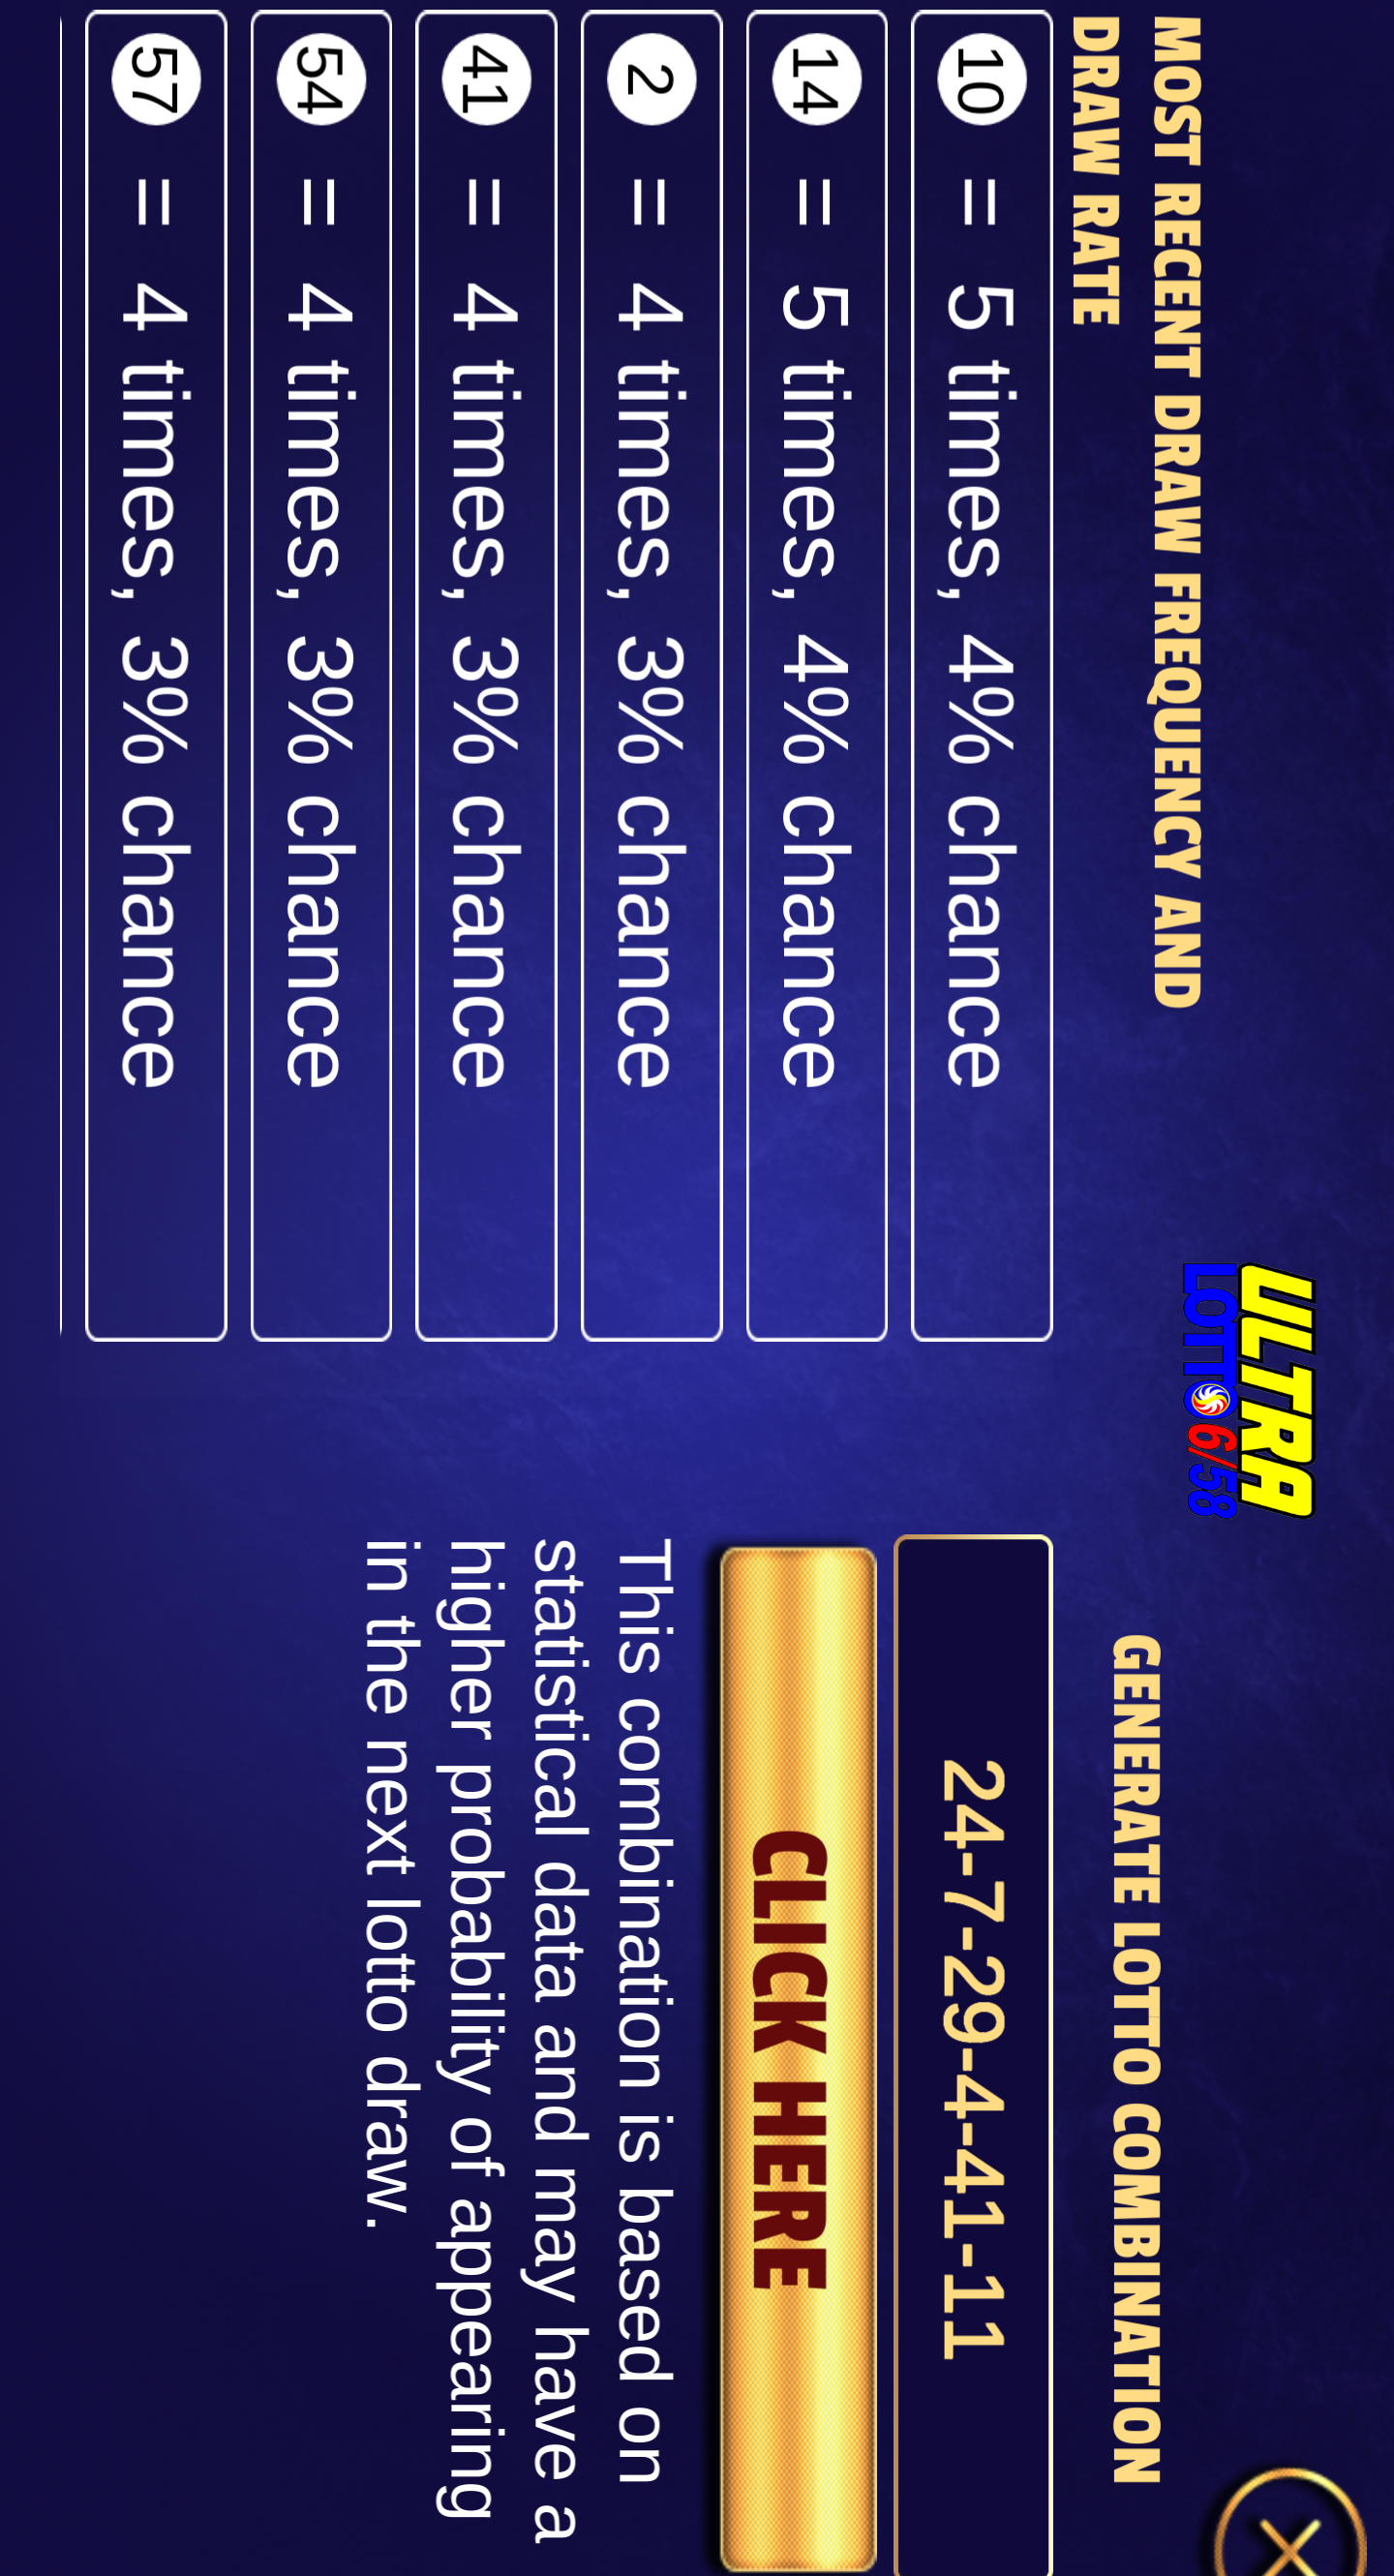 ULTRA
LOTTO 6/58
MOST RECENT DRAW FREQUENCY AND
DRAW RATE
10 = 5 times, 4% chance
14 = 5 times, 4% chance
2 = 4 times, 3% chance
41 = 4 times, 3% chance
54 = 4 times, 3% chance
57 = 4 times, 3% chance
GENERATE LOTTO COMBINATION
24-7-29-4-41-11
CLICK HERE
This combination is based on
statistical data and may have a
higher probability of appearing
in the next lotto draw.